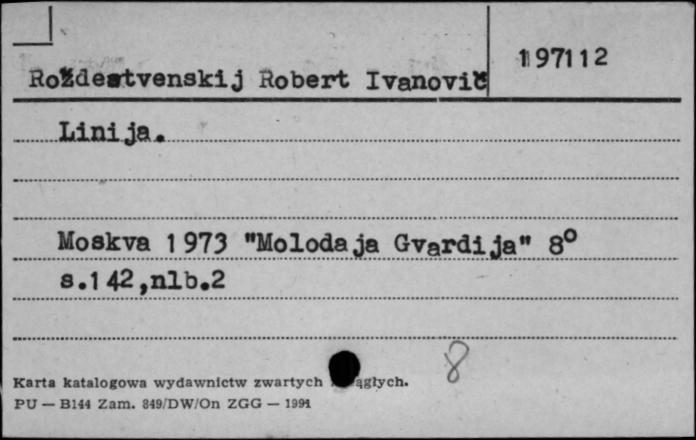 197112
Roždestvenskij Robert Ivanovič
Linija.
Moskva 1973 "Molodaja Gvardija" 8°
s.142,nlb.2
8
Karta katalogowa wydawnictw zwartych ągłych.
PU — B144 Zam. 849/DW/On ZGG — 1991